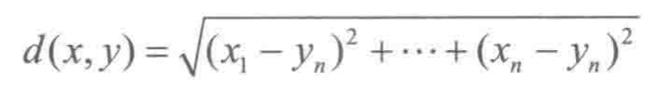 d(x, y) = √((x₁ − yₙ)² + ⋯ + (xₙ − yₙ)²)